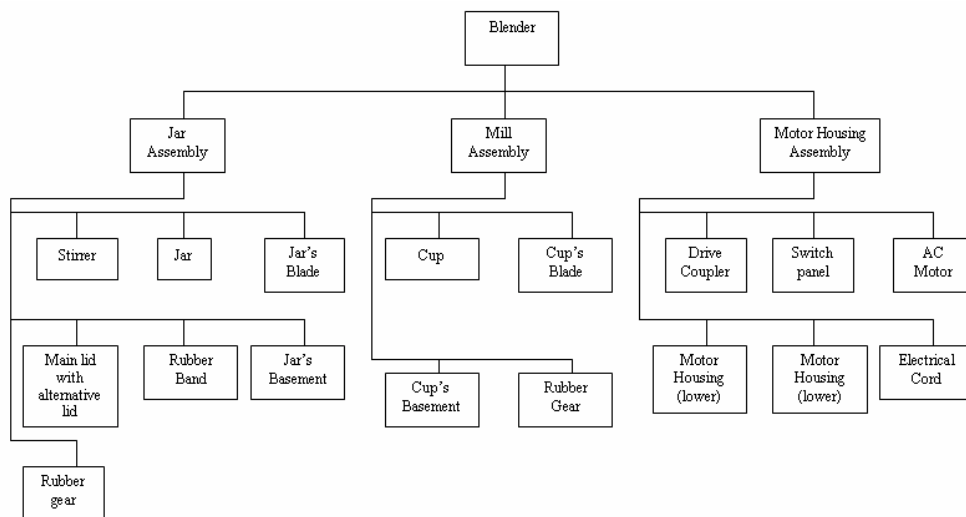 Blender
Jar
Assembly
Mill
Assembly
Motor Housing
Assembly
Stirrer
Jar
Jar's
Blade
Cup
Cup's
Blade
Drive
Coupler
Switch
panel
AC
Motor
Main lid
with
alternative
lid
Rubber
Band
Jar's
Basement
Cup's
Basement
Rubber
Gear
Motor
Housing
(lower)
Motor
Housing
(lower)
Electrical
Cord
Rubber
gear